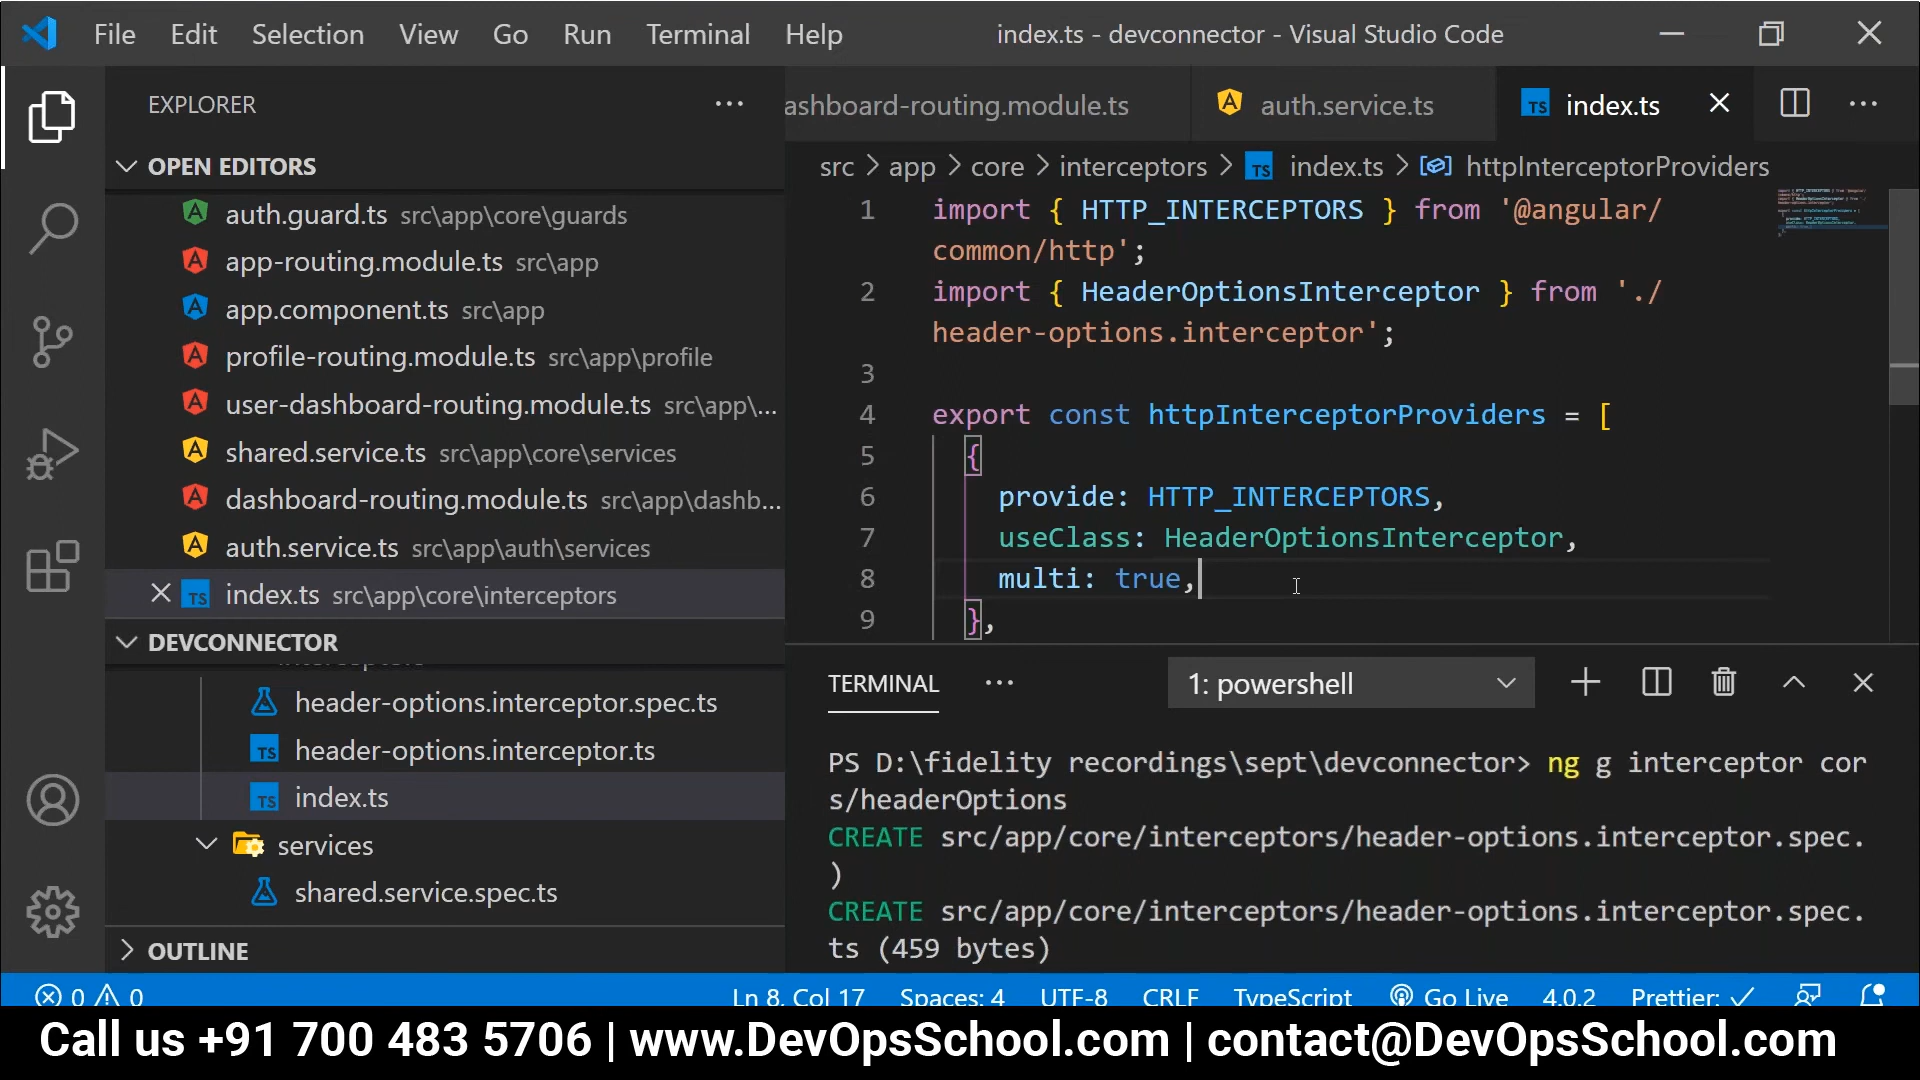 File Edit Selection View Go Run Terminal Help index.ts - devconnector - Visual Studio Code
EXPLORER
OPEN EDITORS
auth.guard.ts src\app\core\guards
app-routing.module.ts src\app
app.component.ts src\app
profile-routing.module.ts src\app\profile
user-dashboard-routing.module.ts src\app\...
shared.service.ts src\app\core\services
dashboard-routing.module.ts src\app\dashb...
auth.service.ts src\app\auth\services
index.ts src\app\core\interceptors
DEVCONNECTOR
interceptors
header-options.interceptor.spec.ts
TS header-options.interceptor.ts
TS index.ts
services
shared.service.spec.ts
OUTLINE
ashboard-routing.module.ts auth.service.ts TS index.ts
src > app > core > interceptors > TS index.ts > httpInterceptorProviders
1 import { HTTP_INTERCEPTORS } from '@angular/
common/http';
2 import { HeaderOptionsInterceptor } from './
header-options.interceptor';
3
4 export const httpInterceptorProviders = [
5 {
6 provide: HTTP_INTERCEPTORS,
7 useClass: HeaderOptionsInterceptor,
8 multi: true,
9 },
TERMINAL 1: powershell
PS D:\fidelity recordings\sept\devconnector> ng g interceptor cor
s/headerOptions
CREATE src/app/core/interceptors/header-options.interceptor.spec.
)
CREATE src/app/core/interceptors/header-options.interceptor.spec.
ts (459 bytes)
0 0 Ln 8, Col 17 Spaces: 4 UTF-8 CRLF TypeScript Go Live 4.0.2 Prettier: ✓
Call us +91 700 483 5706 | www.DevOpsSchool.com | contact@DevOpsSchool.com